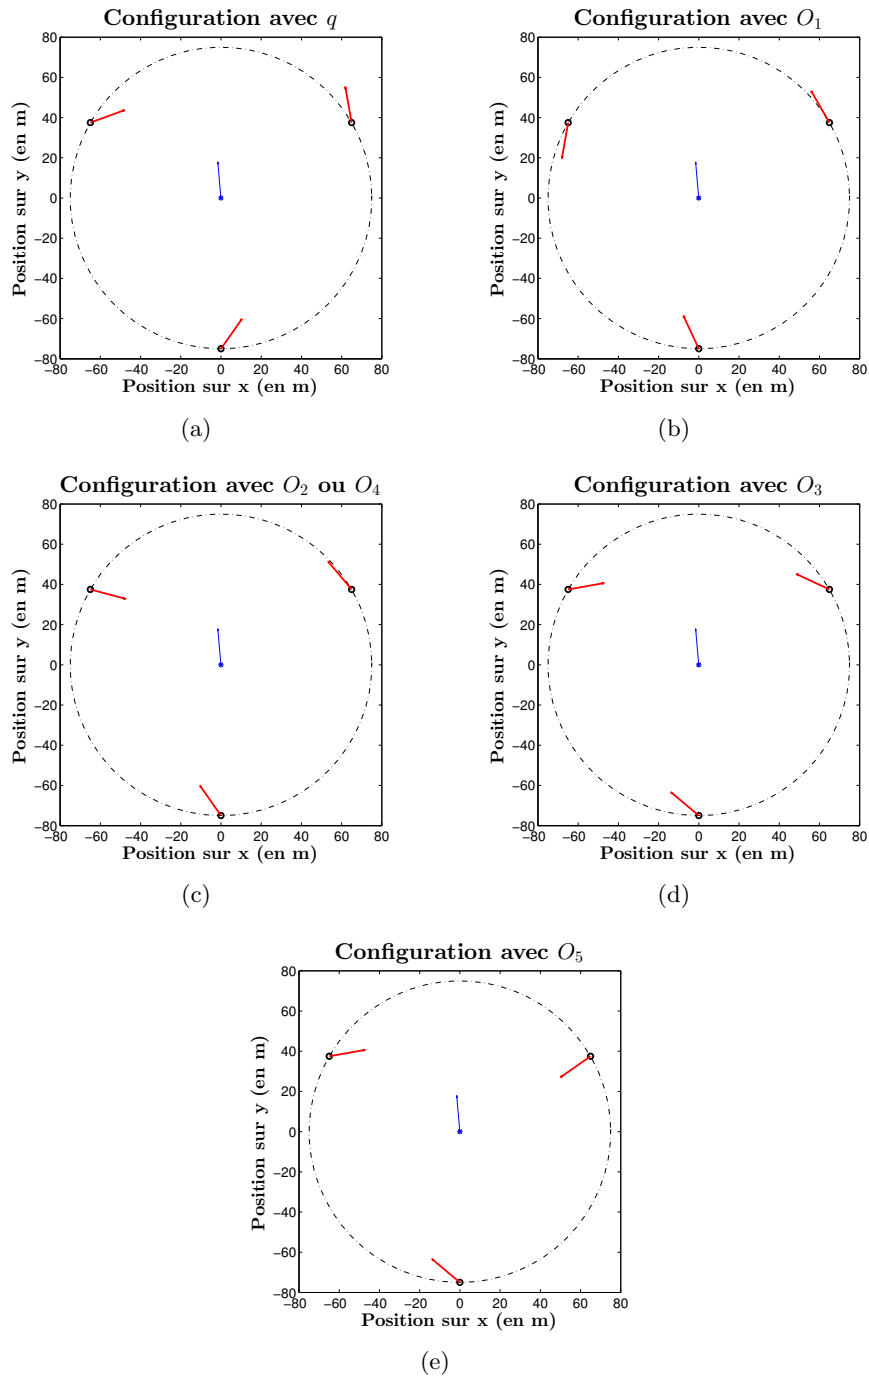 Configuration avec q
Position sur y (en m)
80
60
40
20
0
−20
−40
−60
−80
−80 −60 −40 −20 0 20 40 60 80
Position sur x (en m)
(a)
Configuration avec O1
Position sur y (en m)
80
60
40
20
0
−20
−40
−60
−80
−80 −60 −40 −20 0 20 40 60 80
Position sur x (en m)
(b)
Configuration avec O2 ou O4
Position sur y (en m)
80
60
40
20
0
−20
−40
−60
−80
−80 −60 −40 −20 0 20 40 60 80
Position sur x (en m)
(c)
Configuration avec O3
Position sur y (en m)
80
60
40
20
0
−20
−40
−60
−80
−80 −60 −40 −20 0 20 40 60 80
Position sur x (en m)
(d)
Configuration avec O5
Position sur y (en m)
80
60
40
20
0
−20
−40
−60
−80
−80 −60 −40 −20 0 20 40 60 80
Position sur x (en m)
(e)